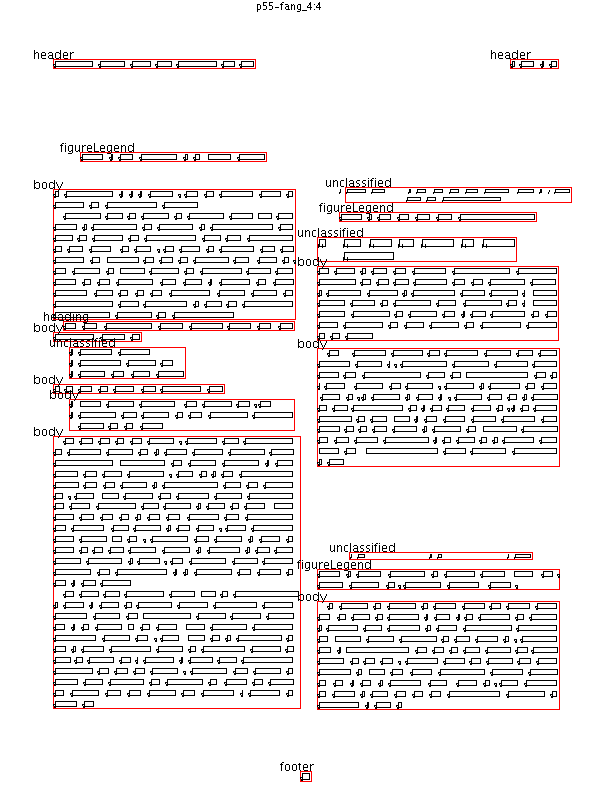 p55-fang_4:4
header
header
figureLegend
body
heading
body
unclassified
body
body
body
unclassified
figureLegend
unclassified
body
body
unclassified
figureLegend
body
footer